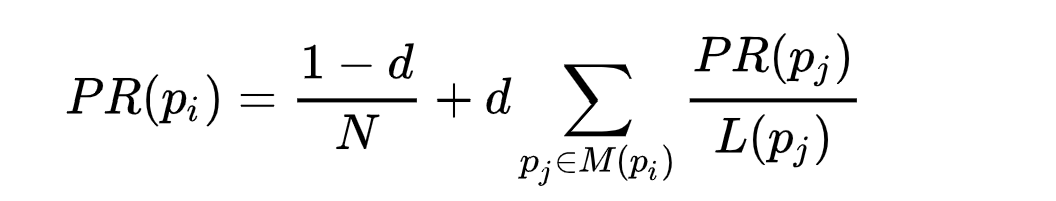 PR(p_i) = \frac{1 - d}{N} + d \sum_{p_j \in M(p_i)} \frac{PR(p_j)}{L(p_j)}